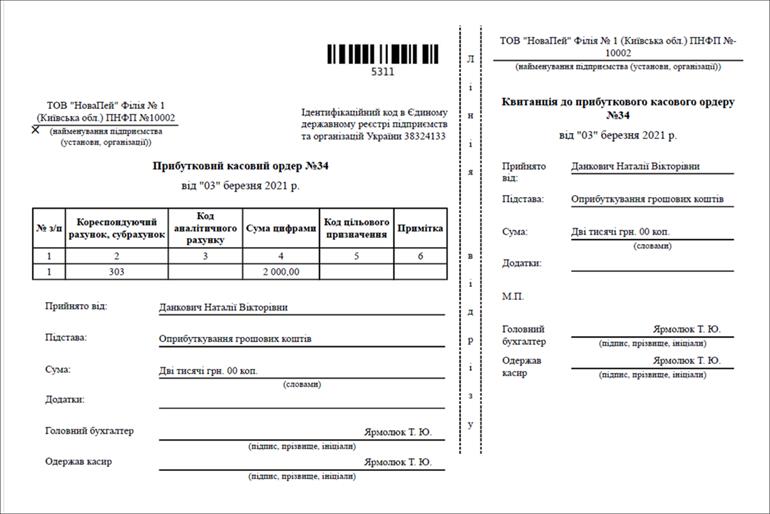 5311
ТОВ "НоваПей" Філія № 1
(Київська обл.) ПНФП №10002
(найменування підприємства
(установи, організації))
Ідентифікаційний код в Єдиному
державному реєстрі підприємств
та організацій України 38324133
Прибутковий касовий ордер №34
від "03" березня 2021 р.
№ з/п Кореспондуючий рахунок, субрахунок Код аналітичного рахунку Сума цифрами Код цільового призначення Примітка
1 2 3 4 5 6
1 303 2 000,00
Прийнято від: Данкович Наталії Вікторівни
Підстава: Оприбуткування грошових коштів
Сума: Дві тисячі грн. 00 коп.
(словами)
Додатки:
Головний бухгалтер Ярмолюк Т. Ю.
(підпис, прізвище, ініціали)
Одержав касир Ярмолюк Т. Ю.
(підпис, прізвище, ініціали)
Лінія відрізу
ТОВ "НоваПей" Філія № 1 (Київська обл.) ПНФП №-
10002
(найменування підприємства (установи, організації))
Квитанція до прибуткового касового ордеру
№34
від "03" березня 2021 р.
Прийнято
від: Данкович Наталії Вікторівни
Підстава: Оприбуткування грошових коштів
Сума: Дві тисячі грн. 00 коп.
(словами)
Додатки:
М.П.
Головний
бухгалтер Ярмолюк Т. Ю.
(підпис, прізвище, ініціали)
Одержав
касир Ярмолюк Т. Ю.
(підпис, прізвище, ініціали)